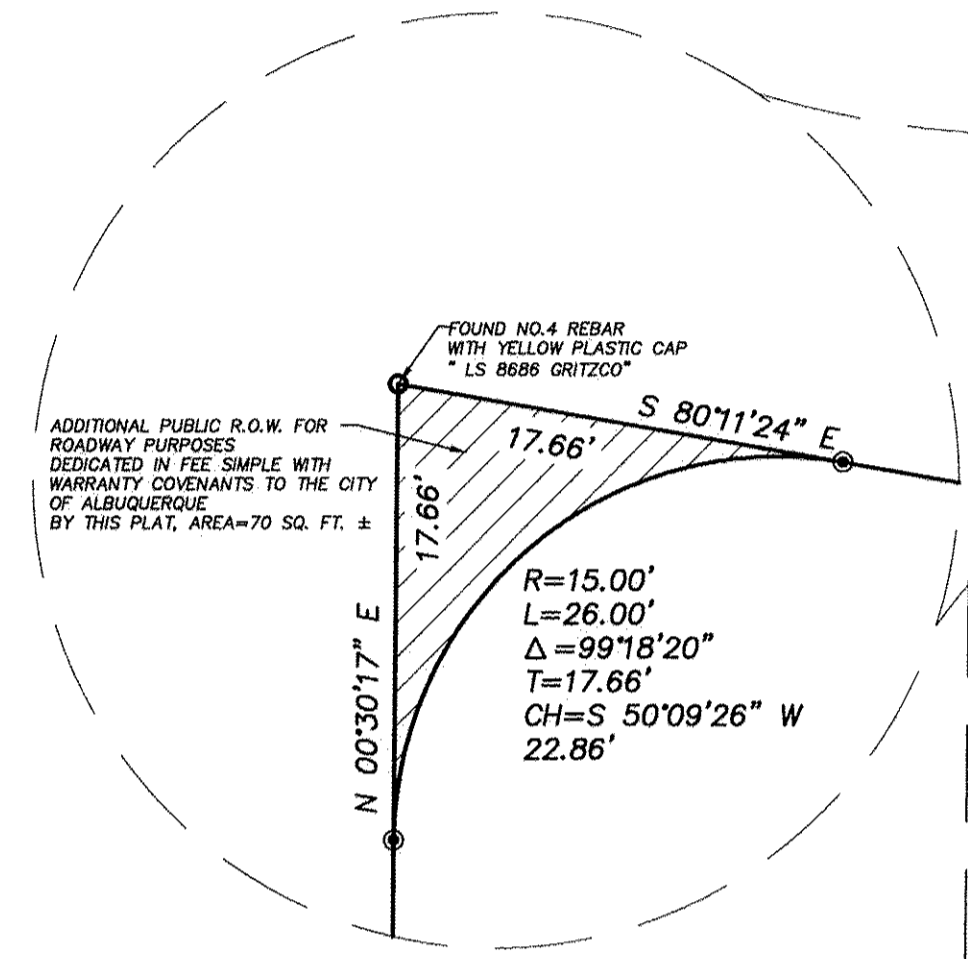 FOUND NO.4 REBAR
WITH YELLOW PLASTIC CAP
" LS 8686 GRITZCO"
S 80°11'24" E
17.66'
ADDITIONAL PUBLIC R.O.W. FOR
ROADWAY PURPOSES
DEDICATED IN FEE SIMPLE WITH
WARRANTY COVENANTS TO THE CITY
OF ALBUQUERQUE
BY THIS PLAT, AREA=70 SQ. FT. ±
17.66'
N 00°30'17" E
R=15.00'
L=26.00'
Δ=99°18'20"
T=17.66'
CH=S 50°09'26" W
22.86'